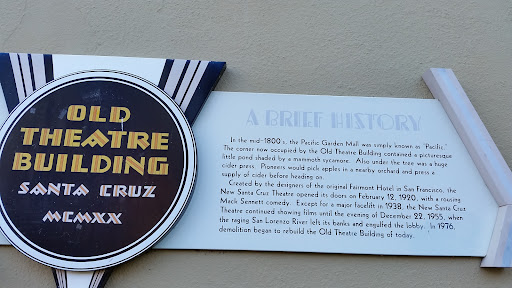 OLD
THEATRE
BUILDING
SANTA CRUZ
MCMXX
A BRIEF HISTORY
In the mid-1800's, the Pacific Garden Mall was simply known as "Pacific."
The corner now occupied by the Old Theatre Building contained a picturesque
little pond shaded by a mammoth sycamore. Also under the tree was a huge
cider press. Pioneers would pick apples in a nearby orchard and press a
supply of cider before heading on.
Created by the designers of the original Fairmont Hotel in San Francisco, the
New Santa Cruz Theatre opened its doors on February 12, 1920, with a rousing
Mack Sennett comedy. Except for a major facelift in 1938, the New Santa Cruz
Theatre continued showing films until the evening of December 22, 1955, when
the raging San Lorenzo River left its banks and engulfed the lobby. In 1976,
demolition began to rebuild the Old Theatre Building of today.